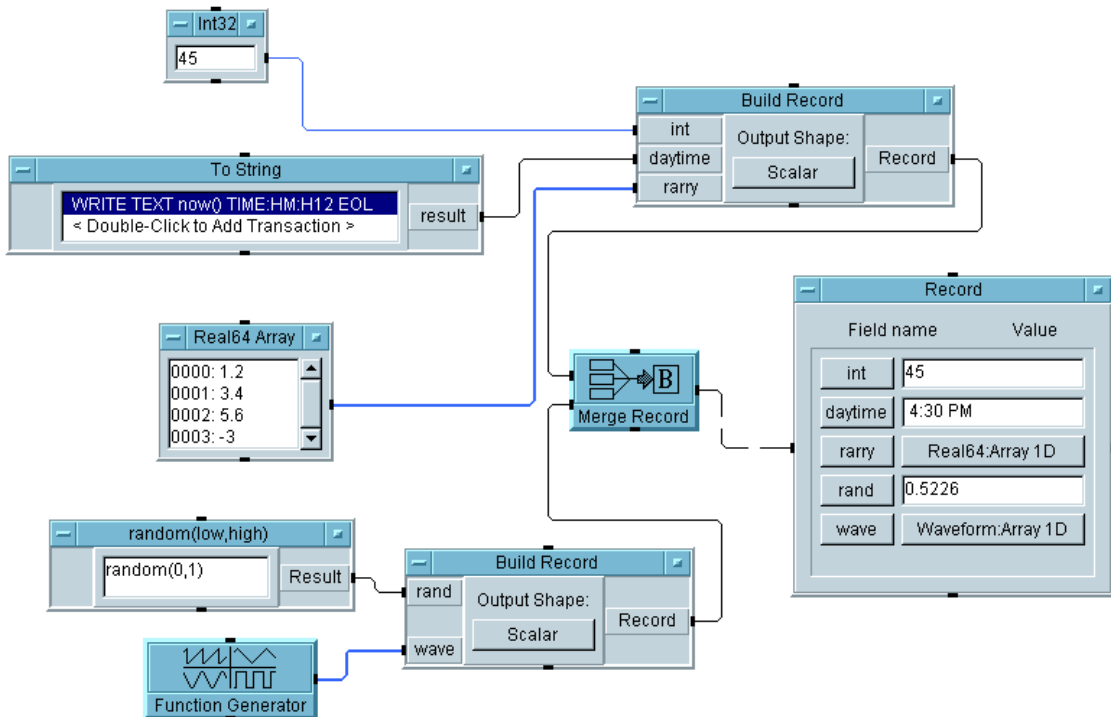 Int32
45
Build Record
int
Output Shape:
daytime
Record
Scalar
rarry
To String
WRITE TEXT now() TIME:HM:H12 EOL
< Double-Click to Add Transaction >
result
Record
Field name Value
int 45
daytime 4:30 PM
rarry Real64:Array 1D
rand 0.5226
wave Waveform:Array 1D
Real64 Array
0000: 1.2
0001: 3.4
0002: 5.6
0003: -3
B
Merge Record
random(low,high)
random(0,1)
Result
Build Record
rand
Output Shape:
Record
Scalar
wave
Function Generator